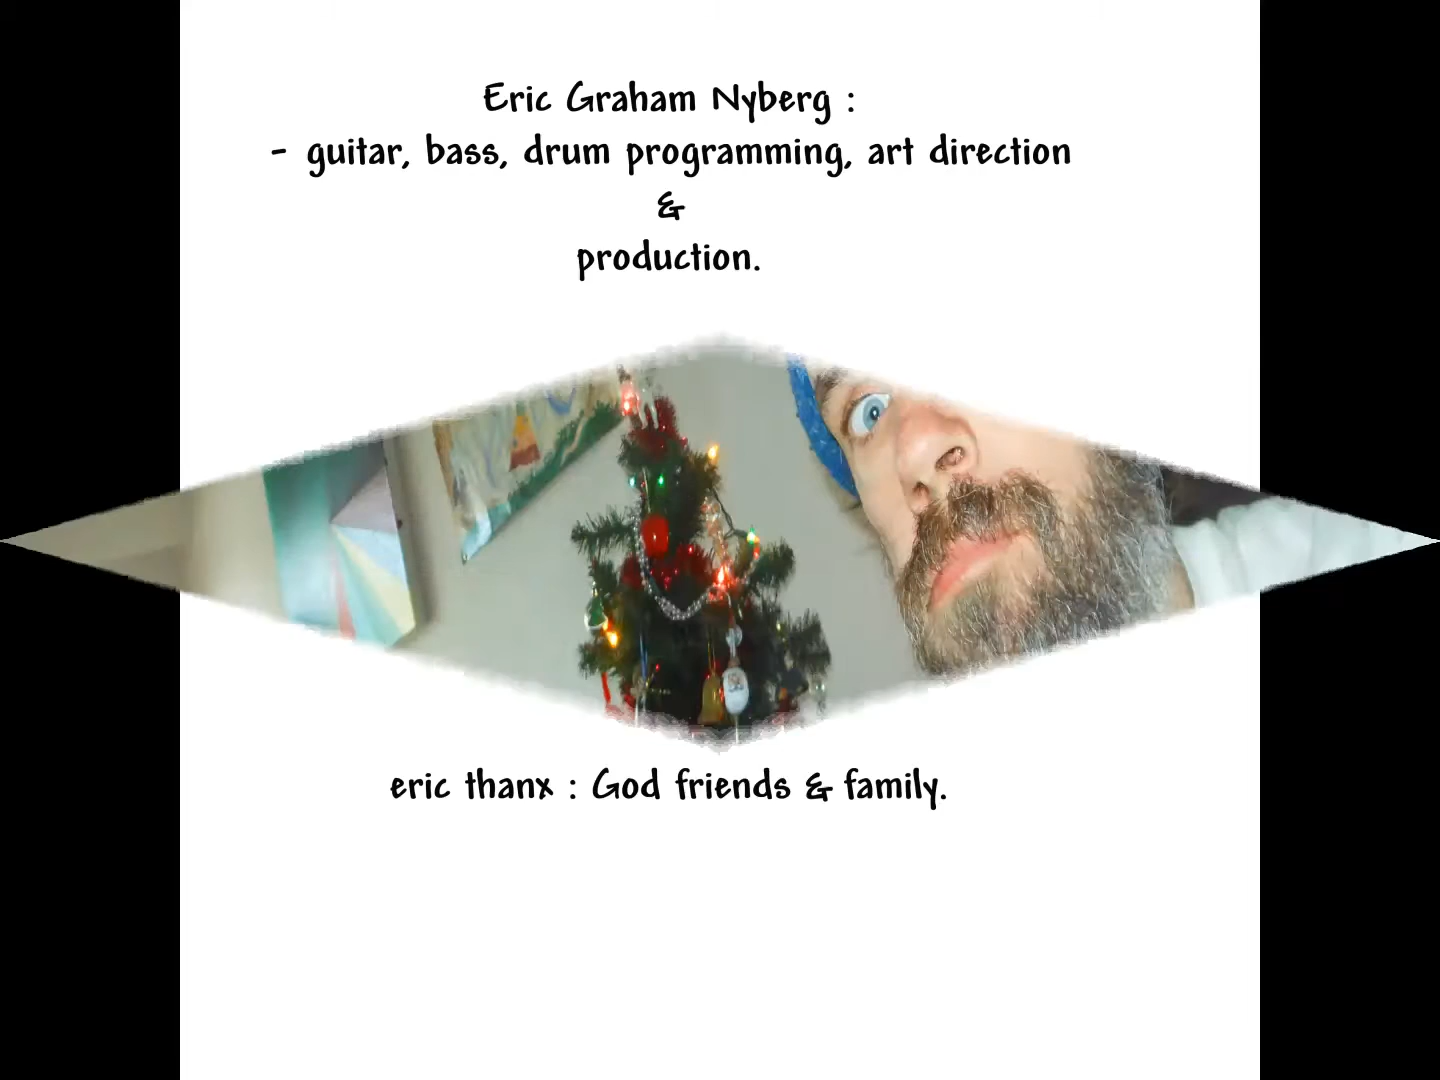 Eric Graham Nyberg :
- guitar, bass, drum programming, art direction
&
production.
eric thanx : God friends & family.